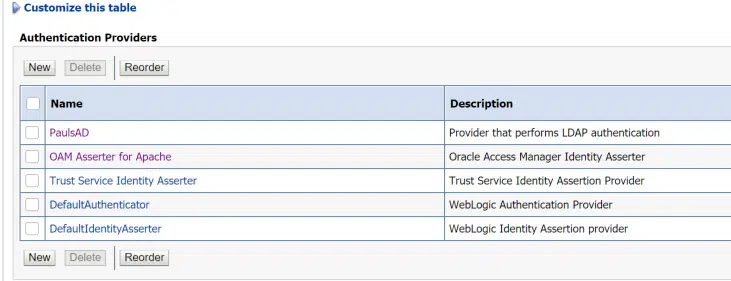 Customize this table
Authentication Providers
New Delete Reorder
Name Description
PaulsAD Provider that performs LDAP authentication
OAM Asserter for Apache Oracle Access Manager Identity Asserter
Trust Service Identity Asserter Trust Service Identity Assertion Provider
DefaultAuthenticator WebLogic Authentication Provider
DefaultIdentityAsserter WebLogic Identity Assertion provider
New Delete Reorder